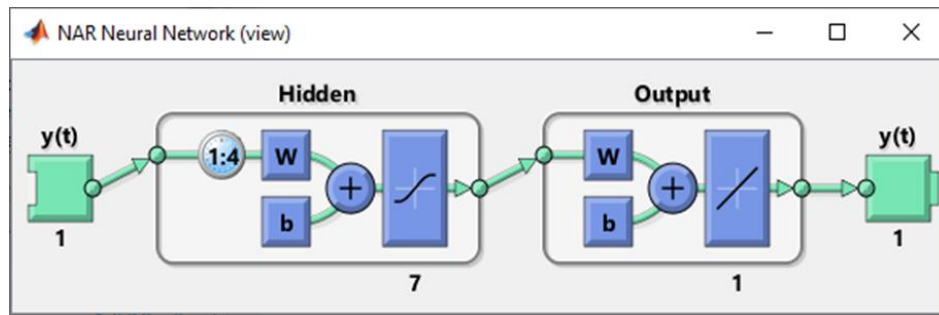 NAR Neural Network (view)
Hidden
Output
y(t)
y(t)
1:4
W
W
+
+
b
b
1
1
7
1